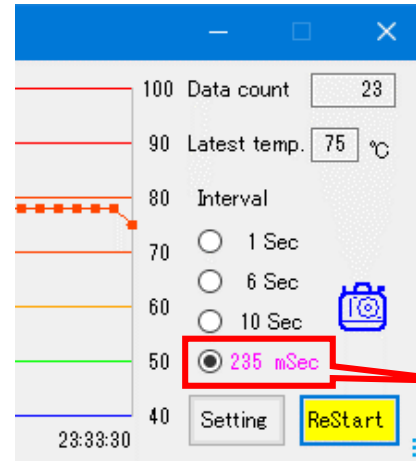 100 Data count 23
90 Latest temp. 75 ℃
80 Interval
70 1 Sec
6 Sec
60
10 Sec
50 235 mSec
40 Setting ReStart
23:33:30